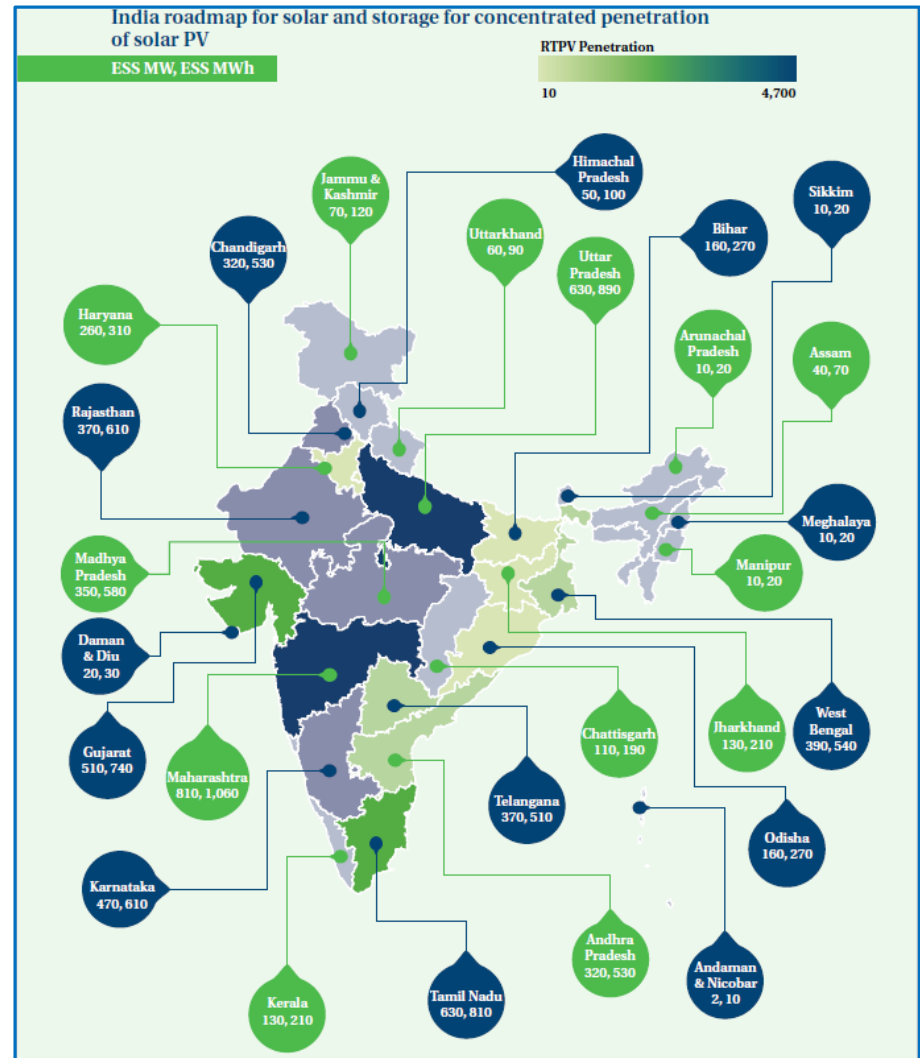 India roadmap for solar and storage for concentrated penetration
of solar PV
ESS MW, ESS MWh
RTPV Penetration
10
4,700
Himachal
Pradesh
50, 100
Jammu &
Kashmir
70, 120
Sikkim
10, 20
Uttarkhand
60, 90
Bihar
160, 270
Chandigarh
320, 530
Uttar
Pradesh
630, 890
Haryana
260, 310
Arunachal
Pradesh
10, 20
Assam
40, 70
Rajasthan
370, 610
Meghalaya
10, 20
Madhya
Pradesh
350, 580
Manipur
10, 20
Daman
& Diu
20, 30
Gujarat
510, 740
Maharashtra
810, 1,060
Chattisgarh
110, 190
Jharkhand
130, 210
West
Bengal
390, 540
Telangana
370, 510
Odisha
160, 270
Karnataka
470, 610
Andhra
Pradesh
320, 530
Andaman
& Nicobar
2, 10
Kerala
130, 210
Tamil Nadu
630, 810